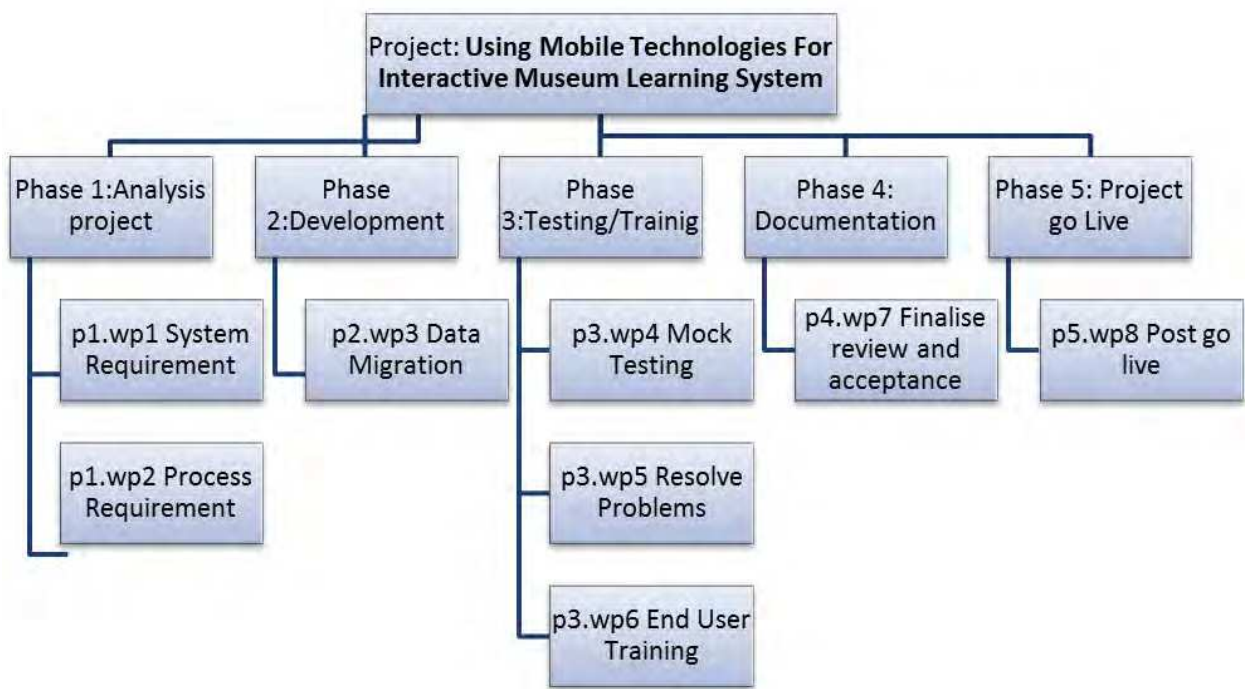 Project: Using Mobile Technologies For
Interactive Museum Learning System
Phase 1:Analysis
project
Phase
2:Development
Phase
3:Testing/Trainig
Phase 4:
Documentation
Phase 5: Project
go Live
p1.wp1 System
Requirement
p2.wp3 Data
Migration
p3.wp4 Mock
Testing
p4.wp7 Finalise
review and
acceptance
p5.wp8 Post go
live
p1.wp2 Process
Requirement
p3.wp5 Resolve
Problems
p3.wp6 End User
Training